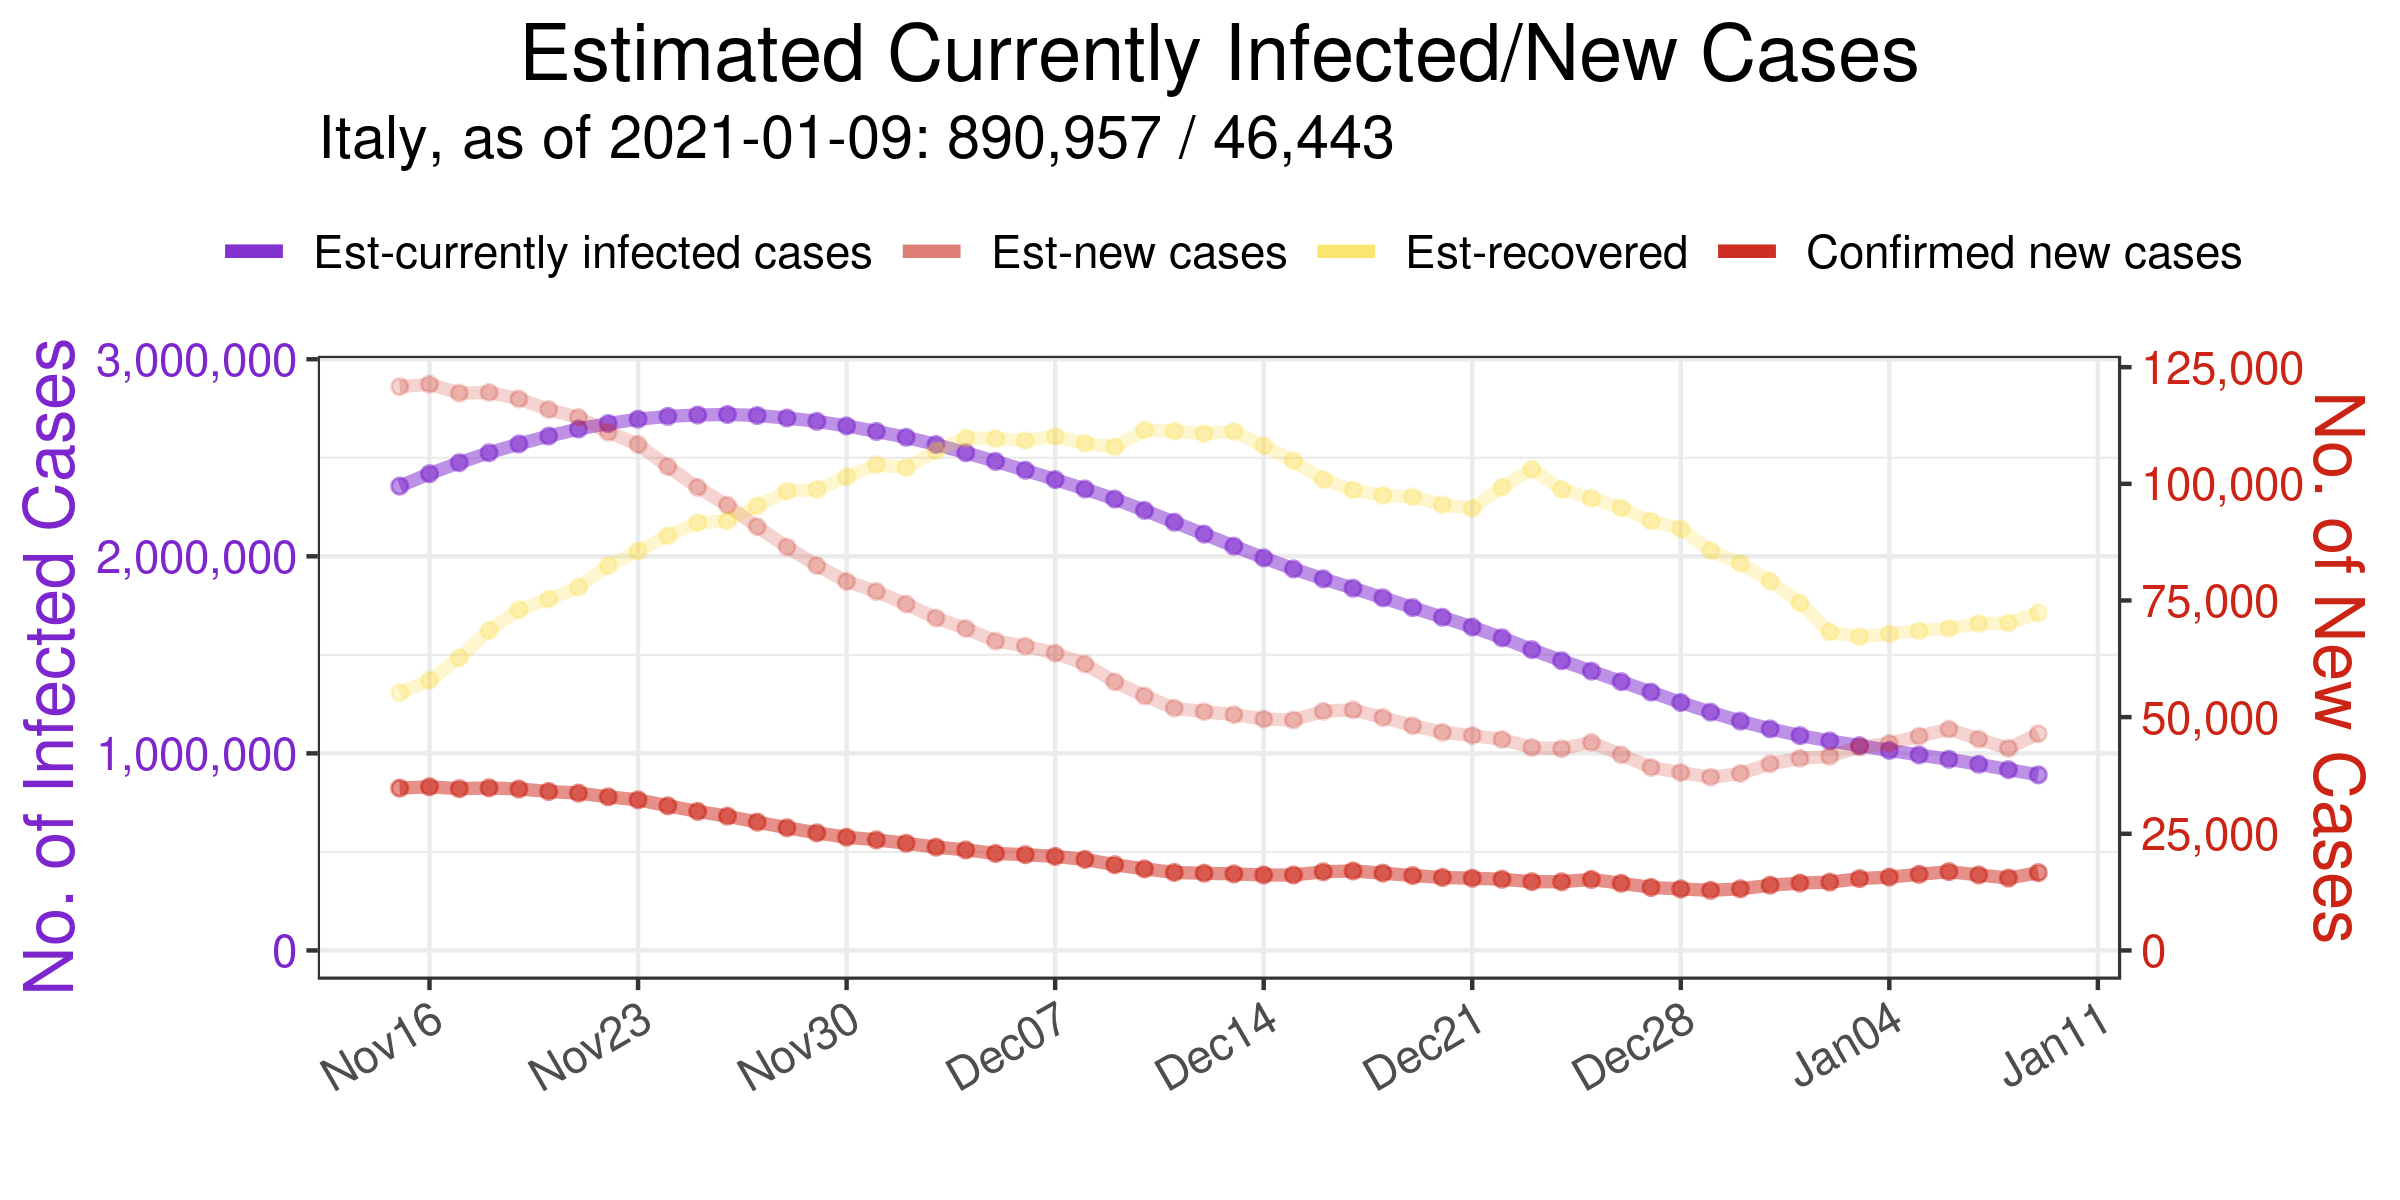 Estimated Currently Infected/New Cases
Italy, as of 2021-01-09: 890,957 / 46,443
Est-currently infected cases Est-new cases Est-recovered Confirmed new cases
No. of Infected Cases
3,000,000
2,000,000
1,000,000
0
125,000
100,000
75,000
50,000
25,000
0
No. of New Cases
Nov16 Nov23 Nov30 Dec07 Dec14 Dec21 Dec28 Jan04 Jan11